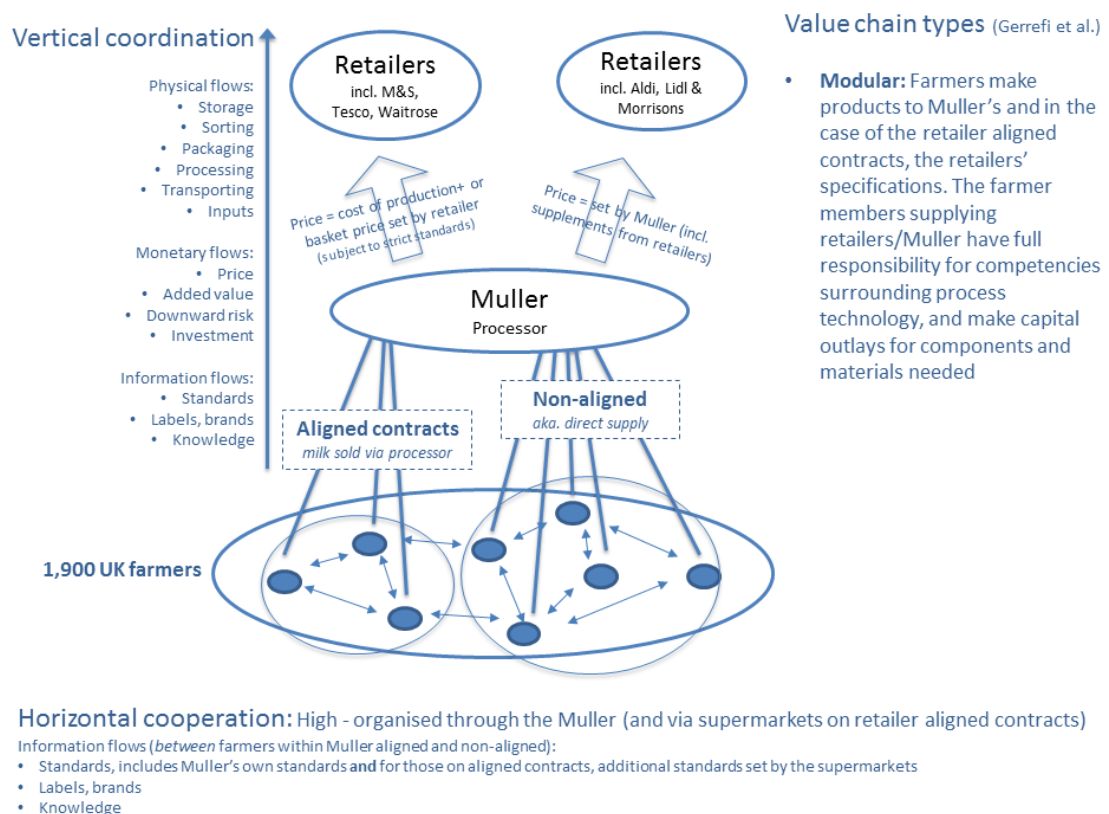 Vertical coordination
Physical flows:
• Storage
• Sorting
• Packaging
• Processing
• Transporting
• Inputs
Monetary flows:
• Price
• Added value
• Downward risk
• Investment
Information flows:
• Standards
• Labels, brands
• Knowledge
Retailers
incl. M&S,
Tesco, Waitrose
Retailers
incl. Aldi, Lidl &
Morrisons
Price = cost of production+ or
basket price set by retailer
(subject to strict standards)
Price = set by Muller (incl.
supplements from retailers)
Muller
Processor
Aligned contracts
milk sold via processor
Non-aligned
aka. direct supply
1,900 UK farmers
Value chain types (Gerrefi et al.)
• Modular: Farmers make
products to Muller's and in the
case of the retailer aligned
contracts, the retailers'
specifications. The farmer
members supplying
retailers/Muller have full
responsibility for competencies
surrounding process
technology, and make capital
outlays for components and
materials needed
Horizontal cooperation: High - organised through the Muller (and via supermarkets on retailer aligned contracts)
Information flows (between farmers within Muller aligned and non-aligned):
• Standards, includes Muller's own standards and for those on aligned contracts, additional standards set by the supermarkets
• Labels, brands
• Knowledge